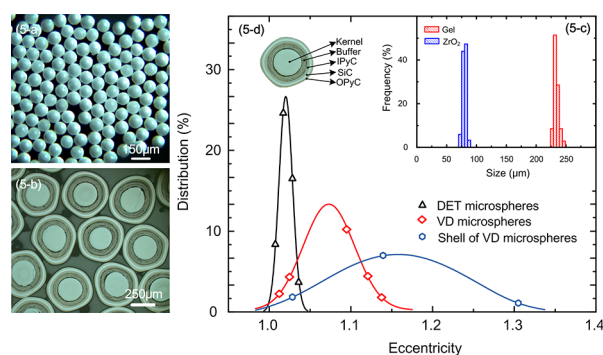 (5-a)
150μm
(5-b)
250μm
(5-d)
Kernel
Buffer
IPyC
SiC
OPyC
Distribution (%)
30
20
10
0
1.0 1.1 1.2 1.3 1.4
Eccentricity
DET microspheres
VD microspheres
Shell of VD microspheres
(5-c)
Gel
ZrO₂
Frequency (%)
40
20
0
0 50 100 150 200 250
Size (μm)